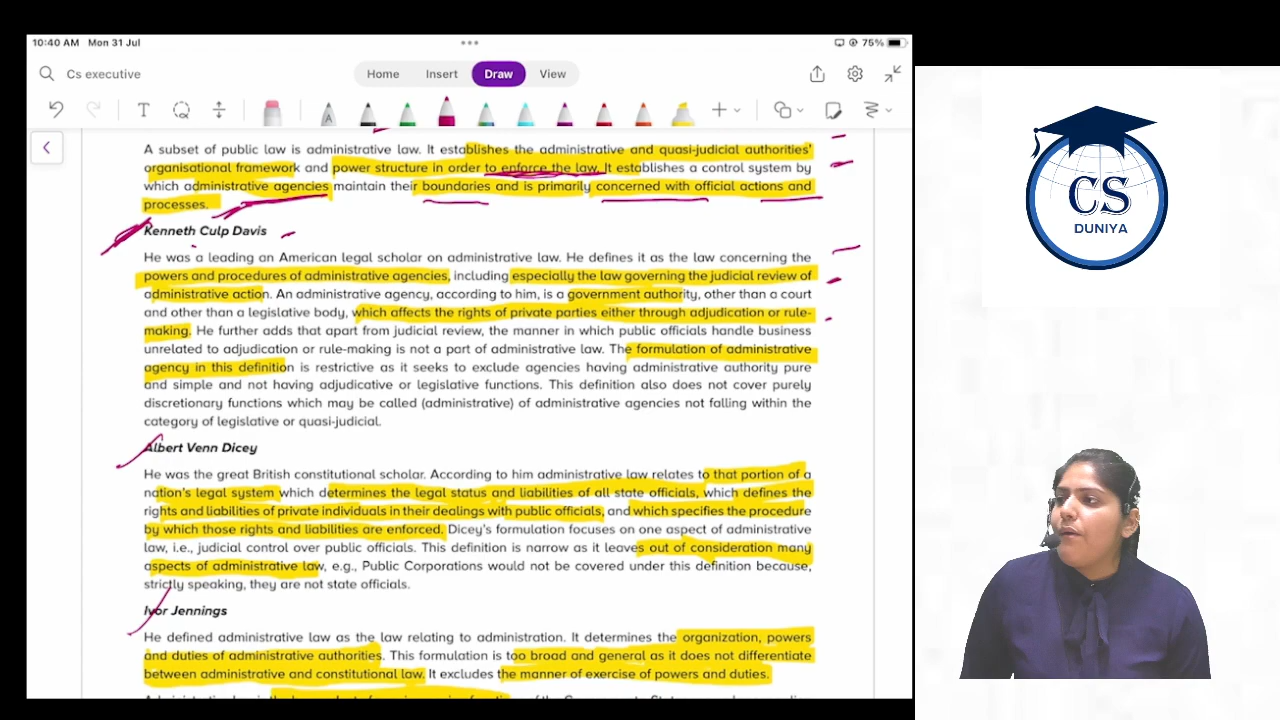 10:40 AM Mon 31 Jul
75%
Cs executive
Home Insert Draw View
A subset of public law is administrative law. It establishes the administrative and quasi-judicial authorities'
organisational framework and power structure in order to enforce the law. It establishes a control system by
which administrative agencies maintain their boundaries and is primarily concerned with official actions and
processes.
Kenneth Culp Davis
He was a leading an American legal scholar on administrative law. He defines it as the law concerning the
powers and procedures of administrative agencies, including especially the law governing the judicial review of
administrative action. An administrative agency, according to him, is a government authority, other than a court
and other than a legislative body, which affects the rights of private parties either through adjudication or rule-
making. He further adds that apart from judicial review, the manner in which public officials handle business
unrelated to adjudication or rule-making is not a part of administrative law. The formulation of administrative
agency in this definition is restrictive as it seeks to exclude agencies having administrative authority pure
and simple and not having adjudicative or legislative functions. This definition also does not cover purely
discretionary functions which may be called (administrative) of administrative agencies not falling within the
category of legislative or quasi-judicial.
Albert Venn Dicey
He was the great British constitutional scholar. According to him administrative law relates to that portion of a
nation's legal system which determines the legal status and liabilities of all state officials, which defines the
rights and liabilities of private individuals in their dealings with public officials, and which specifies the procedure
by which those rights and liabilities are enforced. Dicey's formulation focuses on one aspect of administrative
law, i.e., judicial control over public officials. This definition is narrow as it leaves out of consideration many
aspects of administrative law, e.g., Public Corporations would not be covered under this definition because,
strictly speaking, they are not state officials.
Ivor Jennings
He defined administrative law as the law relating to administration. It determines the organization, powers
and duties of administrative authorities. This formulation is too broad and general as it does not differentiate
between administrative and constitutional law. It excludes the manner of exercise of powers and duties.
CS
DUNIYA